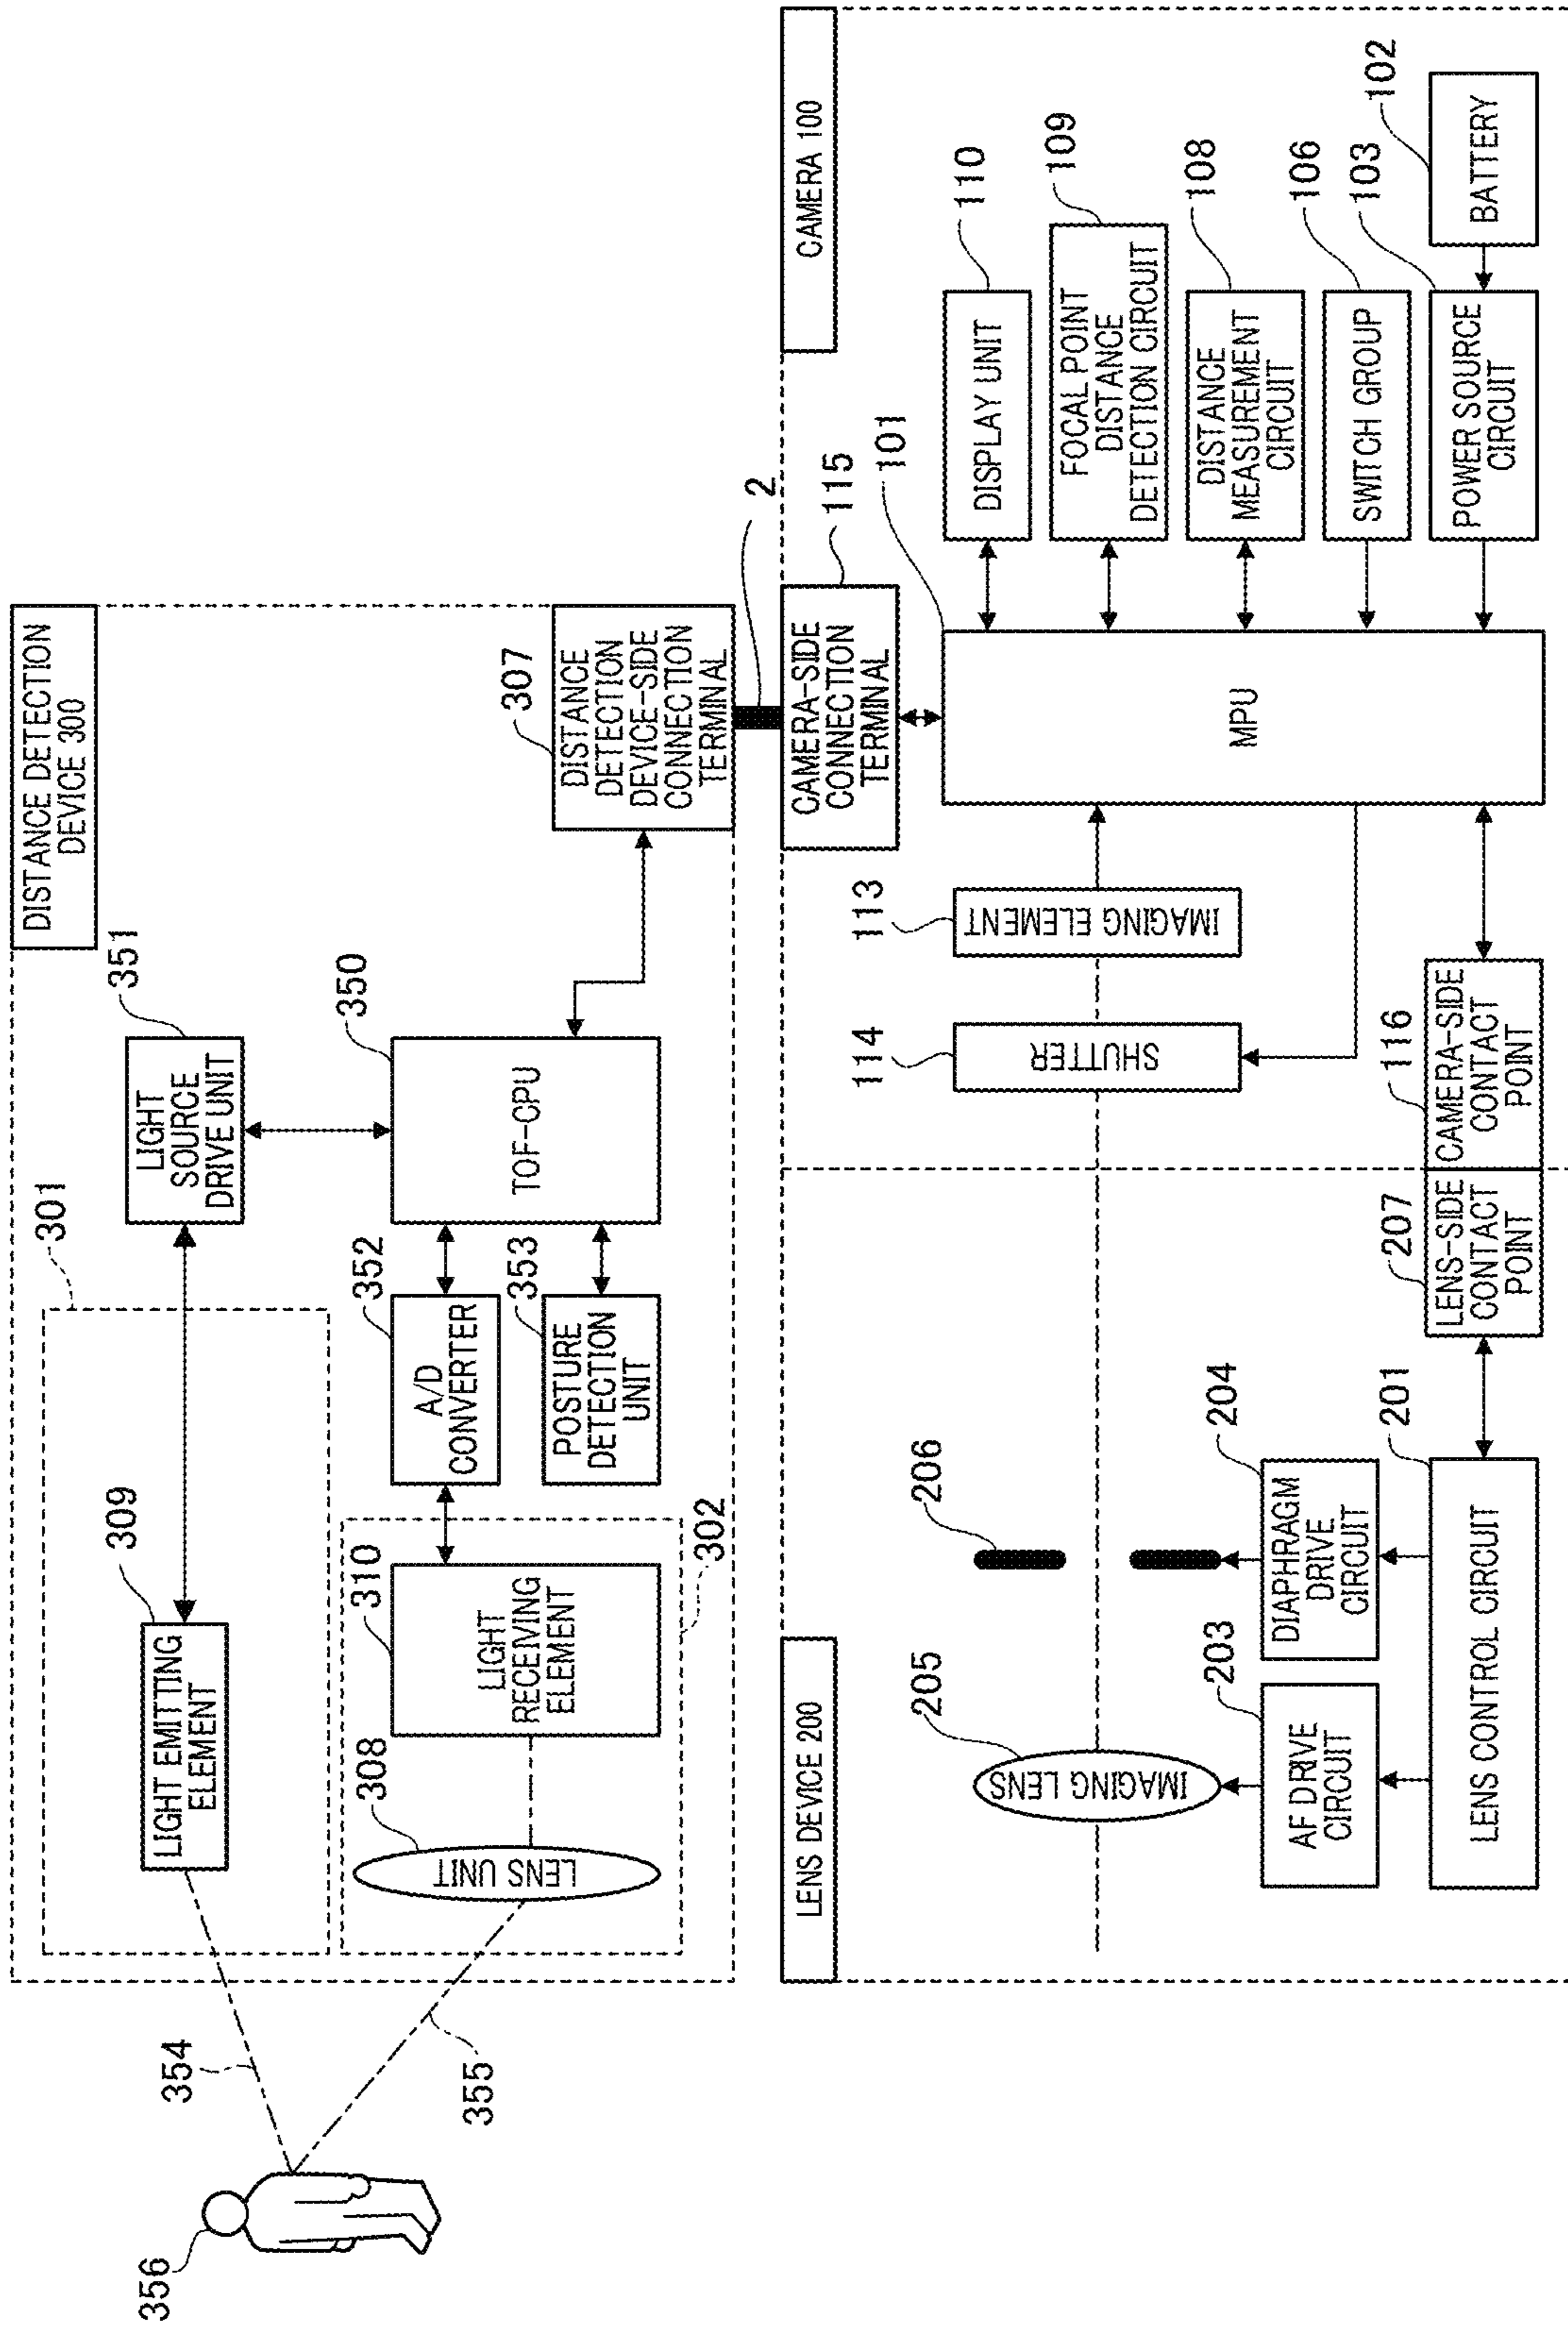 DISTANCE DETECTION
DEVICE 300
301
351
309
LIGHT EMITTING
ELEMENT
LIGHT
SOURCE
DRIVE UNIT
354
356
355
308
LENS UNIT
310
LIGHT
RECEIVING
ELEMENT
302
352
A/D
CONVERTER
353
POSTURE
DETECTION
UNIT
350
TOF-CPU
307
DISTANCE
DETECTION
DEVICE-SIDE
CONNECTION
TERMINAL
2
LENS DEVICE 200
205
IMAGING LENS
206
203
AF DRIVE
CIRCUIT
204
DIAPHRAGM
DRIVE
CIRCUIT
201
LENS CONTROL CIRCUIT
207
LENS-SIDE
CONTACT
POINT
116
CAMERA-SIDE
CONTACT
POINT
CAMERA 100
115
CAMERA-SIDE
CONNECTION
TERMINAL
114
SHUTTER
113
IMAGING ELEMENT
101
MPU
110
DISPLAY UNIT
109
FOCAL POINT
DISTANCE
DETECTION CIRCUIT
108
DISTANCE
MEASUREMENT
CIRCUIT
106
SWITCH GROUP
103
POWER SOURCE
CIRCUIT
102
BATTERY